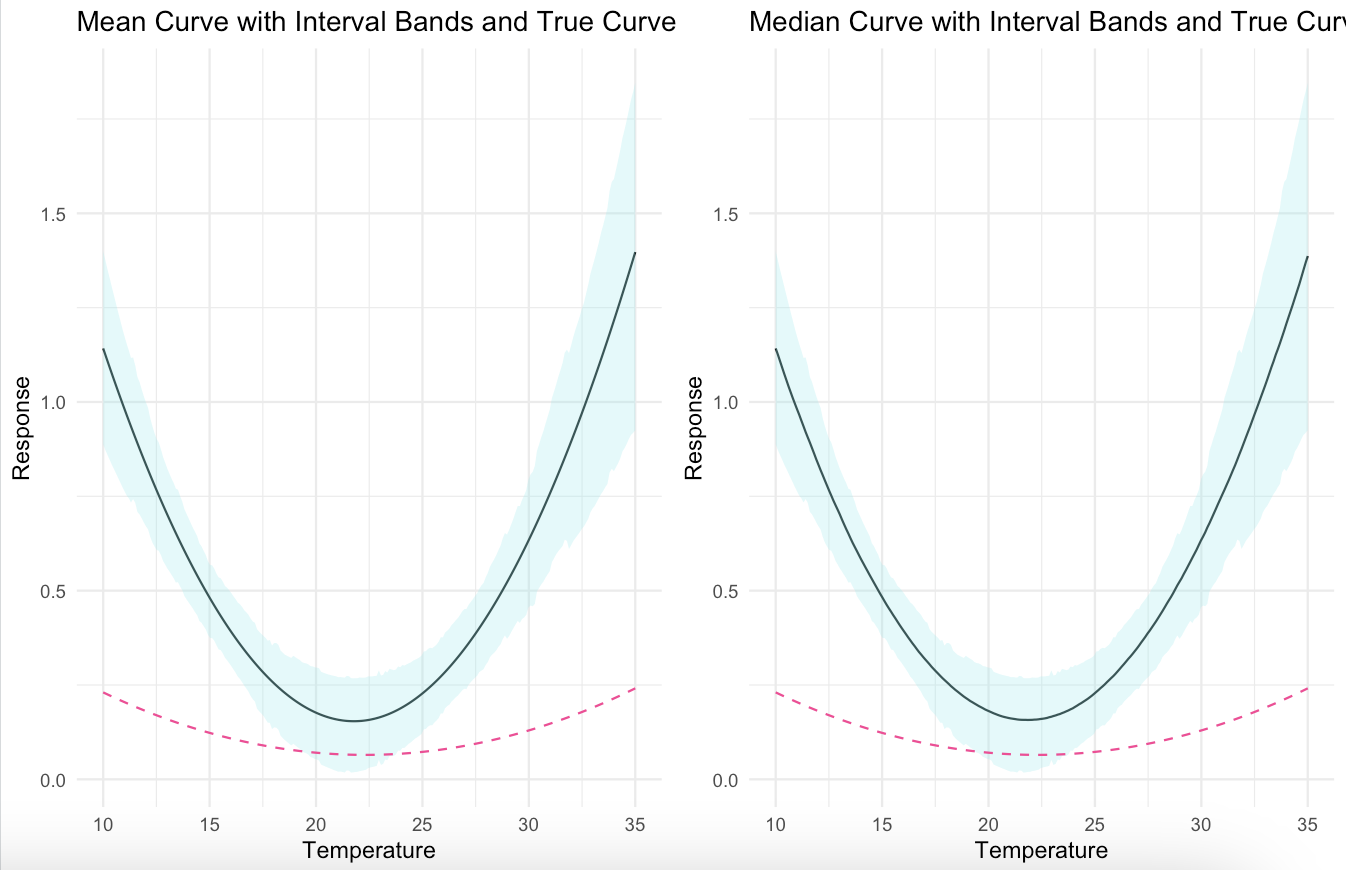 Mean Curve with Interval Bands and True Curve
Response
1.5
1.0
0.5
0.0
10 15 20 25 30 35
Temperature
Median Curve with Interval Bands and True Curv
Response
1.5
1.0
0.5
0.0
10 15 20 25 30 35
Temperature